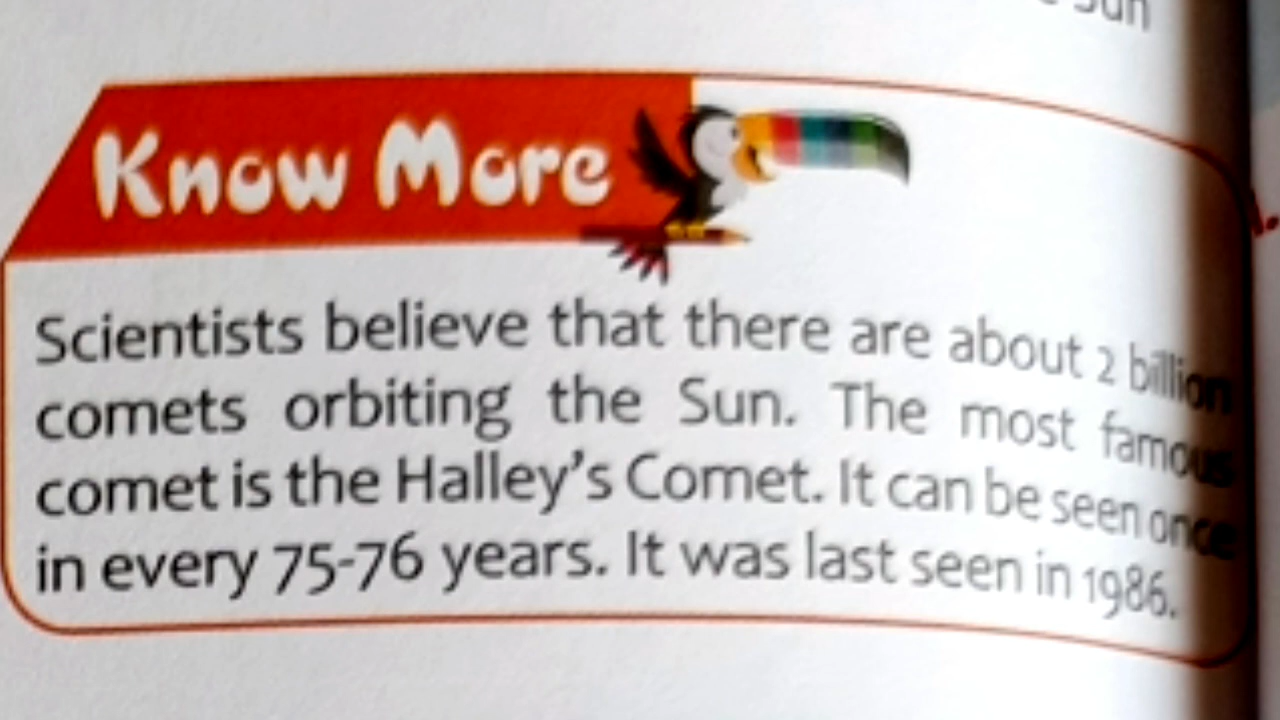 Sun
Know More
Scientists believe that there are about 2 billion
comets orbiting the Sun. The most famous
comet is the Halley's Comet. It can be seen once
in every 75-76 years. It was last seen in 1986.